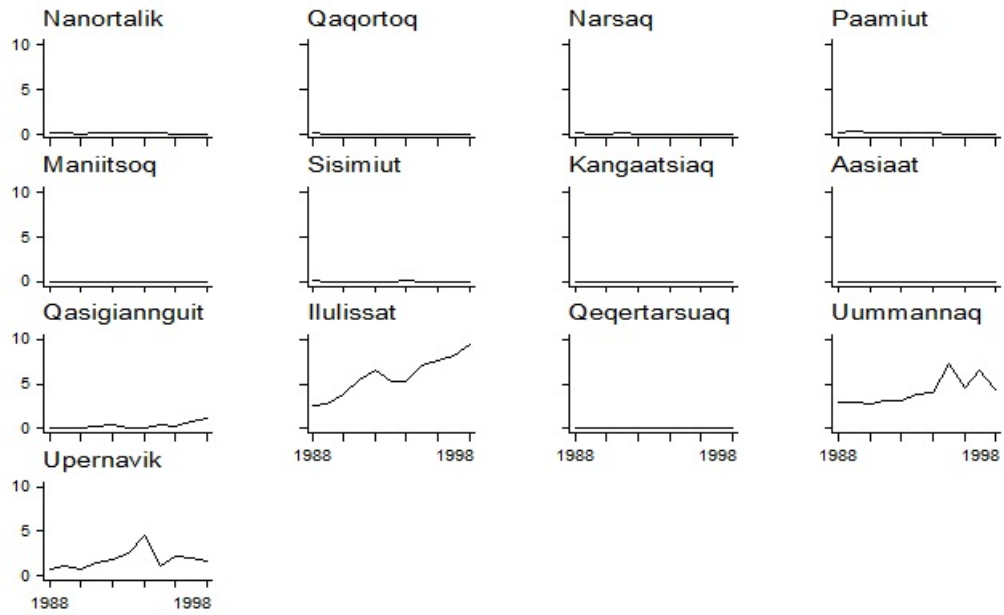 Nanortalik Qaqortoq Narsaq Paamiut
10
5
0
Maniitsoq Sisimiut Kangaatsiaq Aasiaat
10
5
0
Qasigiannguit Ilulissat Qeqertarsuaq Uummannaq
10
5
0
1988 1998 1988 1998 1988 1998
Upernavik
10
5
0
1988 1998